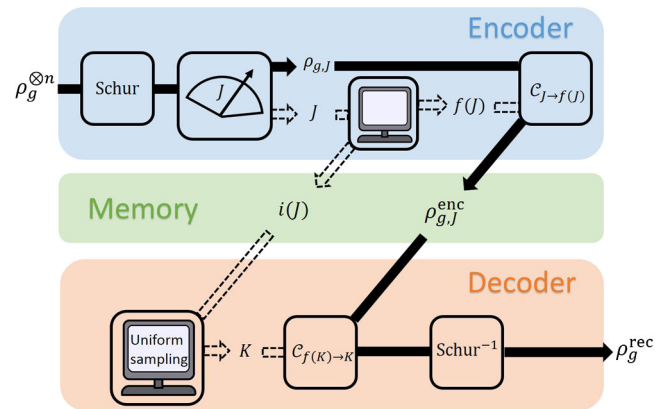 Encoder
ρ_g^{⊗n}
Schur
J
ρ_{g,J}
J
f(J)
𝒞_{J→f(J)}
Memory
i(J)
ρ_{g,J}^{enc}
Decoder
Uniform
sampling
K
𝒞_{f(K)→K}
Schur⁻¹
ρ_g^{rec}